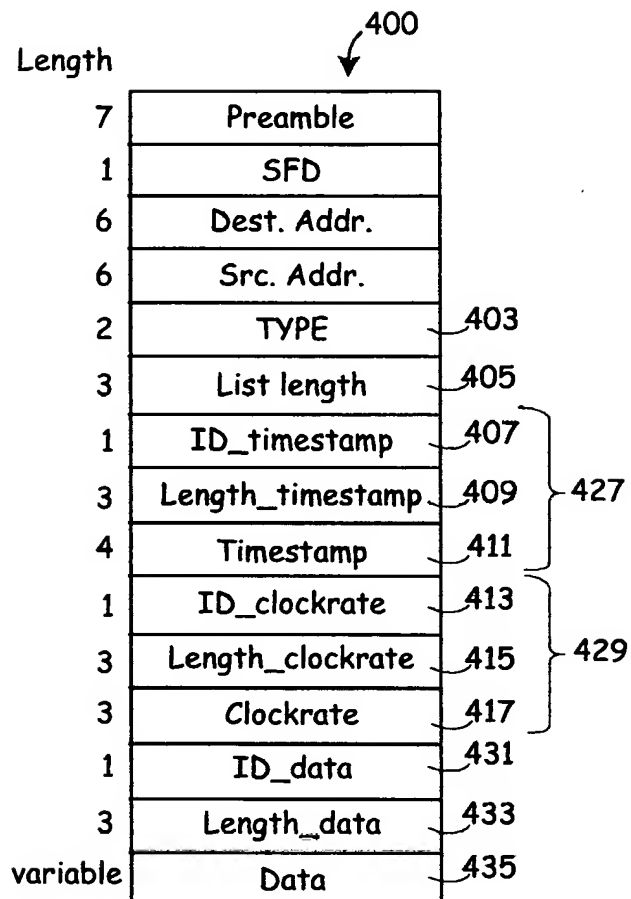 400
Length
7 Preamble
1 SFD
6 Dest. Addr.
6 Src. Addr.
2 TYPE 403
3 List length 405
1 ID_timestamp 407
3 Length_timestamp 409
427
4 Timestamp 411
1 ID_clockrate 413
3 Length_clockrate 415
429
3 Clockrate 417
1 ID_data 431
3 Length_data 433
variable Data 435